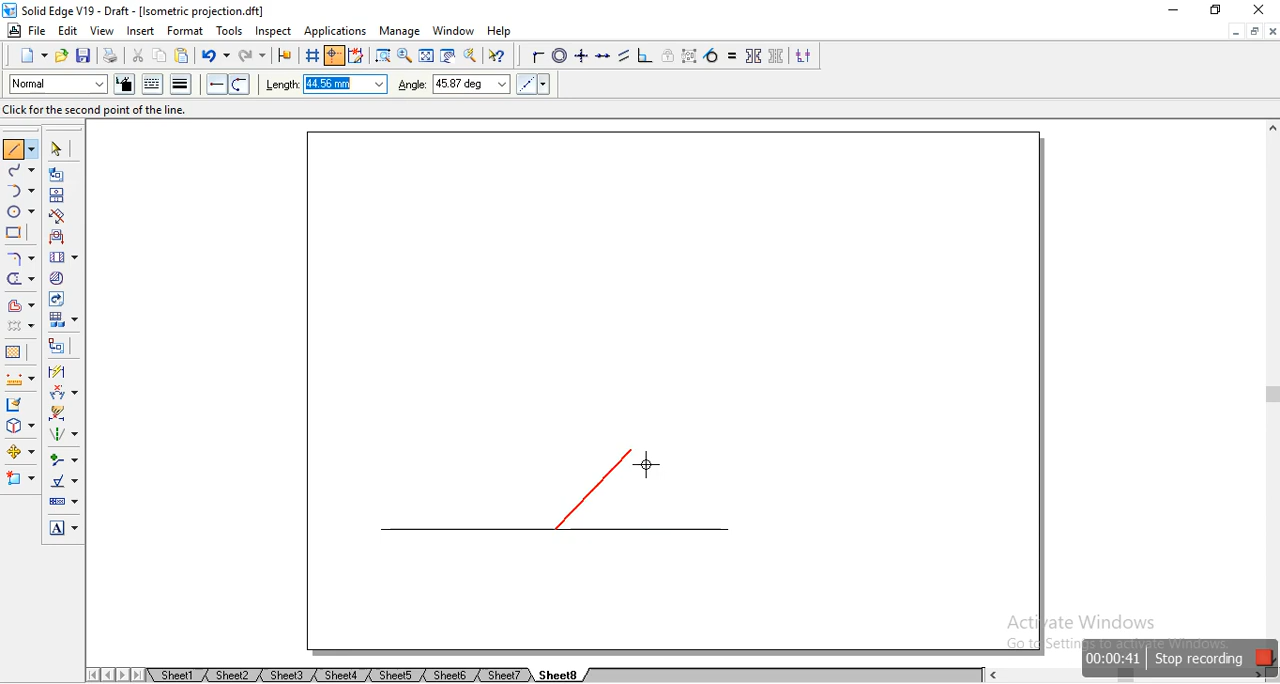 Solid Edge V19 - Draft - [Isometric projection.dft]
File Edit View Insert Format Tools Inspect Applications Manage Window Help
Normal Length: 44.56 mm Angle: 45.87 deg
Click for the second point of the line.
A
Activate Windows
Go to Settings to activate Windows.
00:00:41 Stop recording
Sheet1 Sheet2 Sheet3 Sheet4 Sheet5 Sheet6 Sheet7 Sheet8